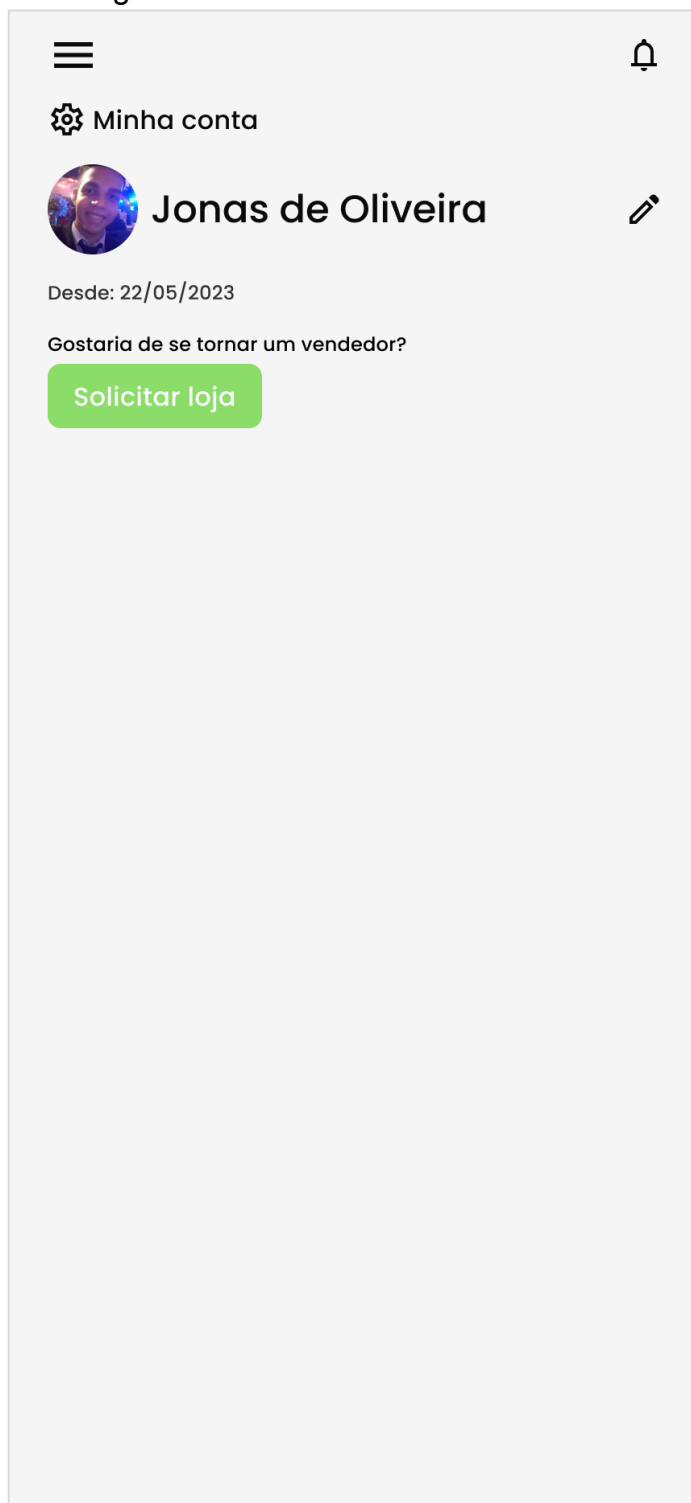 Minha conta
Jonas de Oliveira
Desde: 22/05/2023
Gostaria de se tornar um vendedor?
Solicitar loja